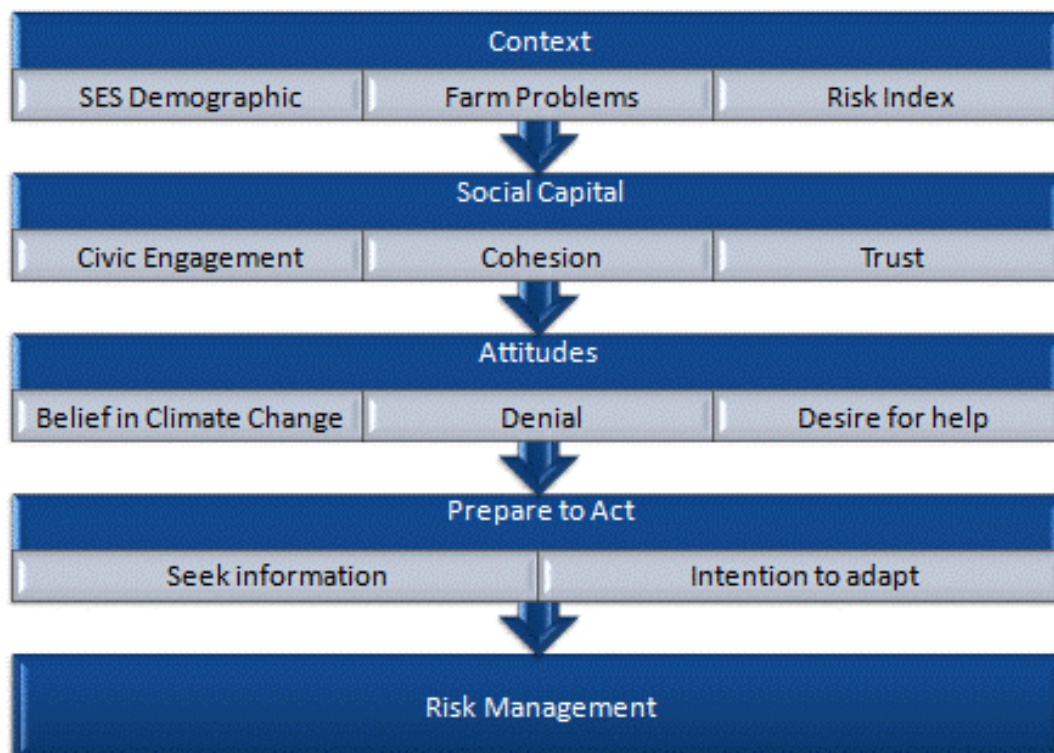 Context
SES Demographic Farm Problems Risk Index
Social Capital
Civic Engagement Cohesion Trust
Attitudes
Belief in Climate Change Denial Desire for help
Prepare to Act
Seek information Intention to adapt
Risk Management